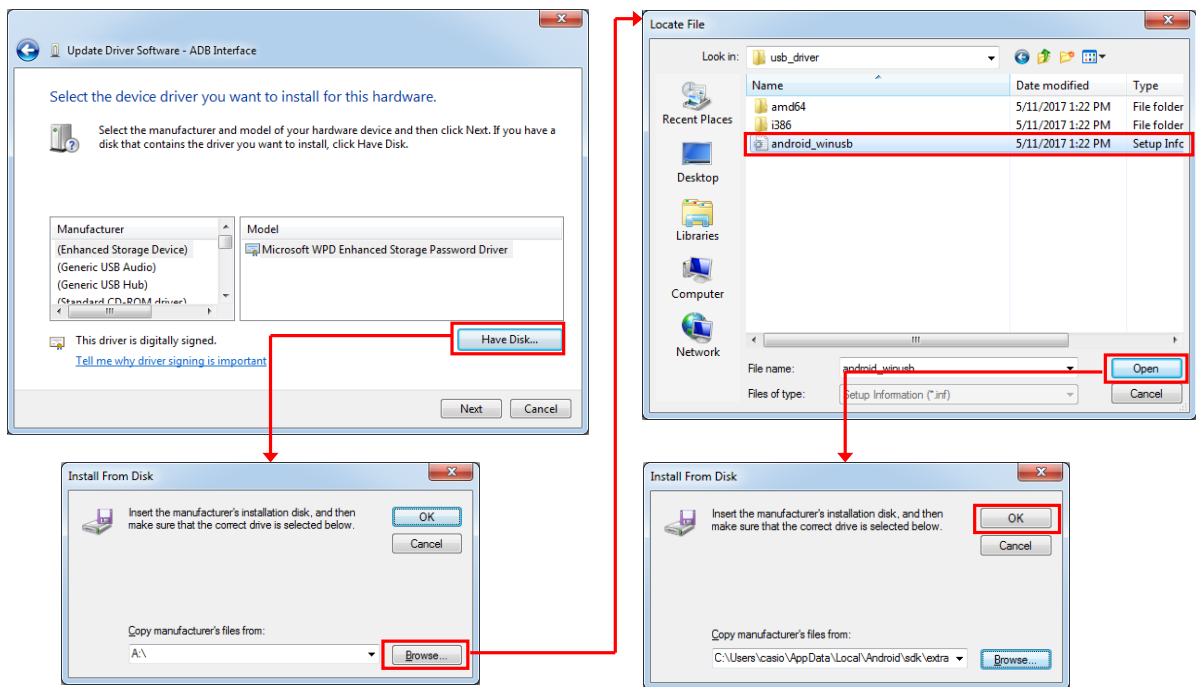 Update Driver Software - ADB Interface
Select the device driver you want to install for this hardware.
Select the manufacturer and model of your hardware device and then click Next. If you have a
disk that contains the driver you want to install, click Have Disk.
Manufacturer
(Enhanced Storage Device)
(Generic USB Audio)
(Generic USB Hub)
(Standard CD-ROM driver)
Model
Microsoft WPD Enhanced Storage Password Driver
This driver is digitally signed.
Tell me why driver signing is important
Have Disk...
Next
Cancel
Install From Disk
Insert the manufacturer's installation disk, and then
make sure that the correct drive is selected below.
OK
Cancel
Copy manufacturer's files from:
A:\
Browse...
Locate File
Look in:
usb_driver
Recent Places
Desktop
Libraries
Computer
Network
Name Date modified Type
amd64 5/11/2017 1:22 PM File folder
i386 5/11/2017 1:22 PM File folder
android_winusb 5/11/2017 1:22 PM Setup Infc
File name:
android_winusb
Open
Files of type:
Setup Information (*.inf)
Cancel
Install From Disk
Insert the manufacturer's installation disk, and then
make sure that the correct drive is selected below.
OK
Cancel
Copy manufacturer's files from:
C:\Users\casio\AppData\Local\Android\sdk\extra
Browse...